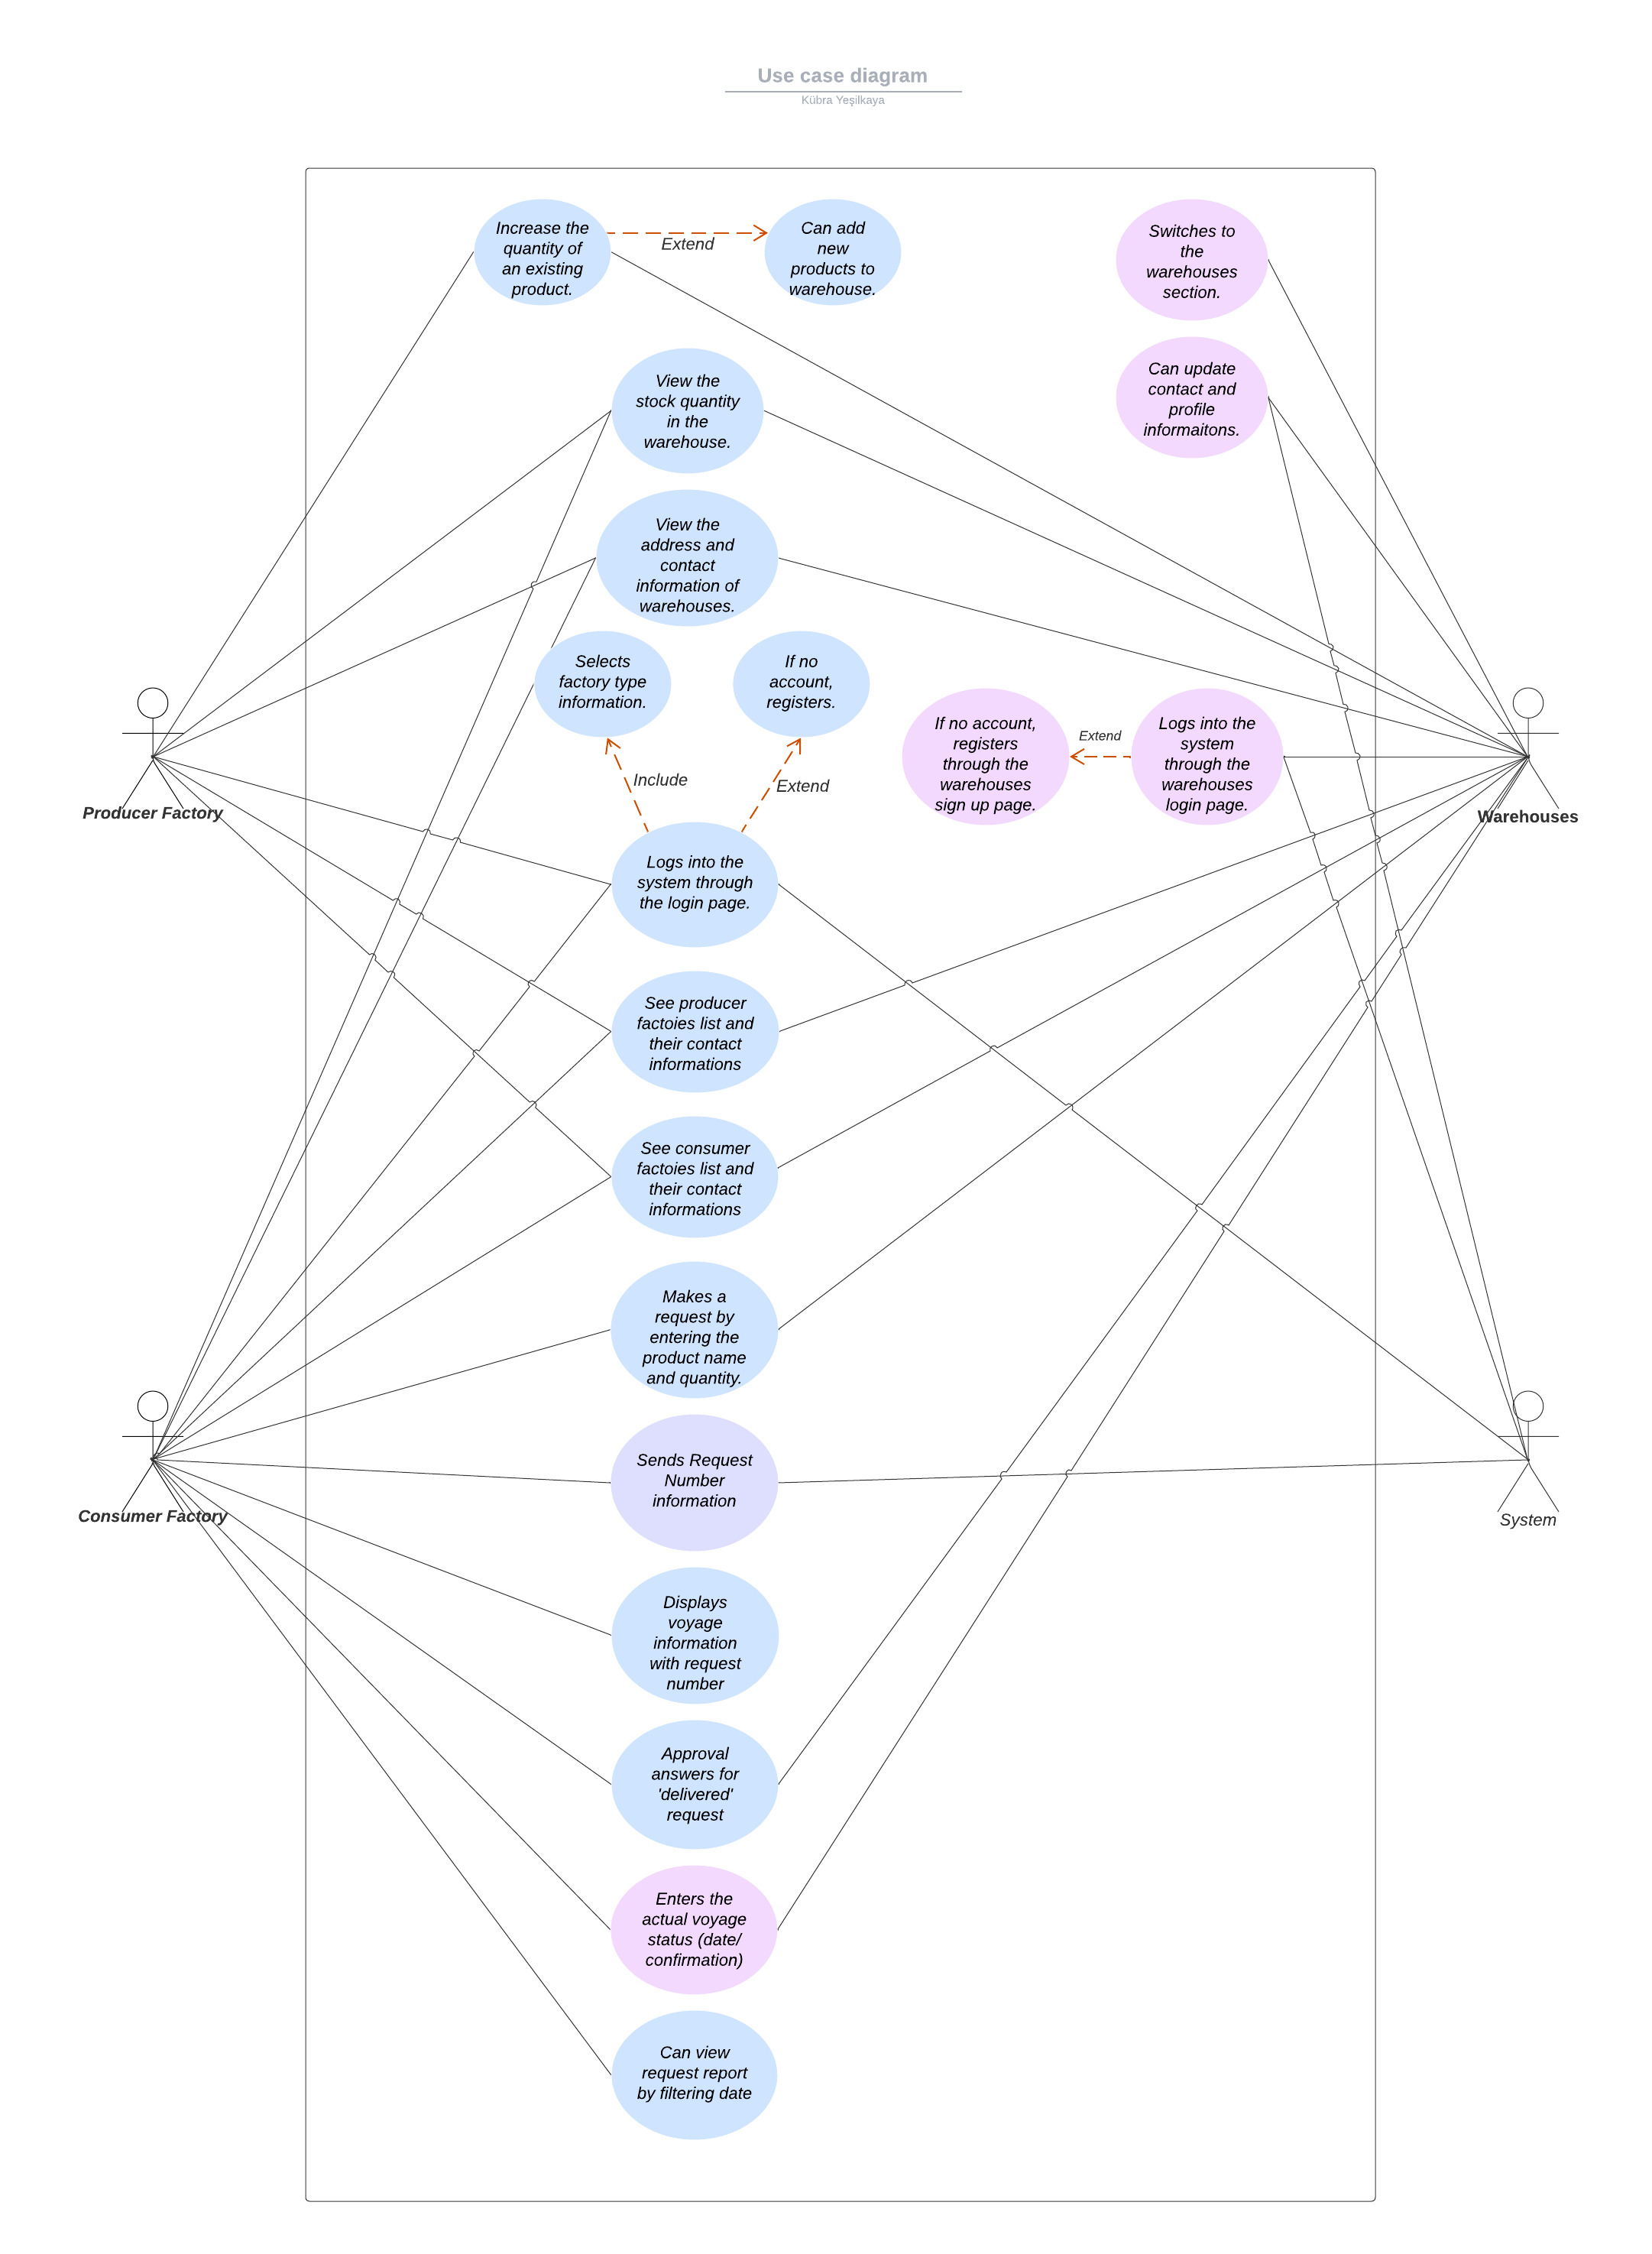 Use case diagram
Kübra Yeşilkaya
Increase the
quantity of
an existing
product.
Extend
Can add
new
products to
warehouse.
Switches to
the
warehouses
section.
View the
stock quantity
in the
warehouse.
Can update
contact and
profile
informaitons.
View the
address and
contact
information of
warehouses.
Selects
factory type
information.
If no
account,
registers.
If no account,
registers
through the
warehouses
sign up page.
Extend
Logs into the
system
through the
warehouses
login page.
Include
Extend
Producer Factory
Warehouses
Logs into the
system through
the login page.
See producer
factoies list and
their contact
informations
See consumer
factoies list and
their contact
informations
Makes a
request by
entering the
product name
and quantity.
Sends Request
Number
information
Consumer Factory
System
Displays
voyage
information
with request
number
Approval
answers for
'delivered'
request
Enters the
actual voyage
status (date/
confirmation)
Can view
request report
by filtering date